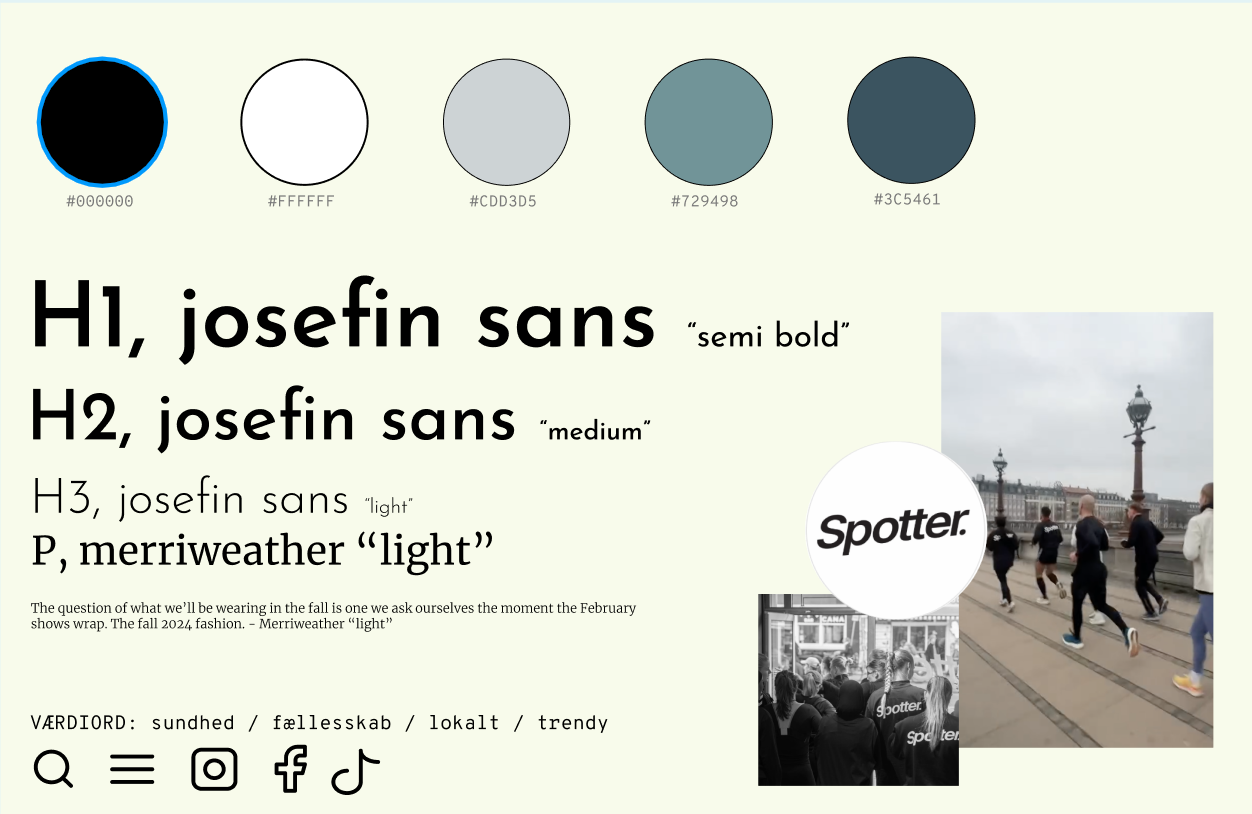 #000000 #FFFFFF #CDD3D5 #729498 #3C5461
H1, josefin sans “semi bold”
H2, josefin sans “medium”
H3, josefin sans “light”
P, merriweather “light”
The question of what we’ll be wearing in the fall is one we ask ourselves the moment the February
shows wrap. The fall 2024 fashion. - Merriweather “light”
VÆRDIORD: sundhed / fællesskab / lokalt / trendy
Spotter.
CANA
Spotter.